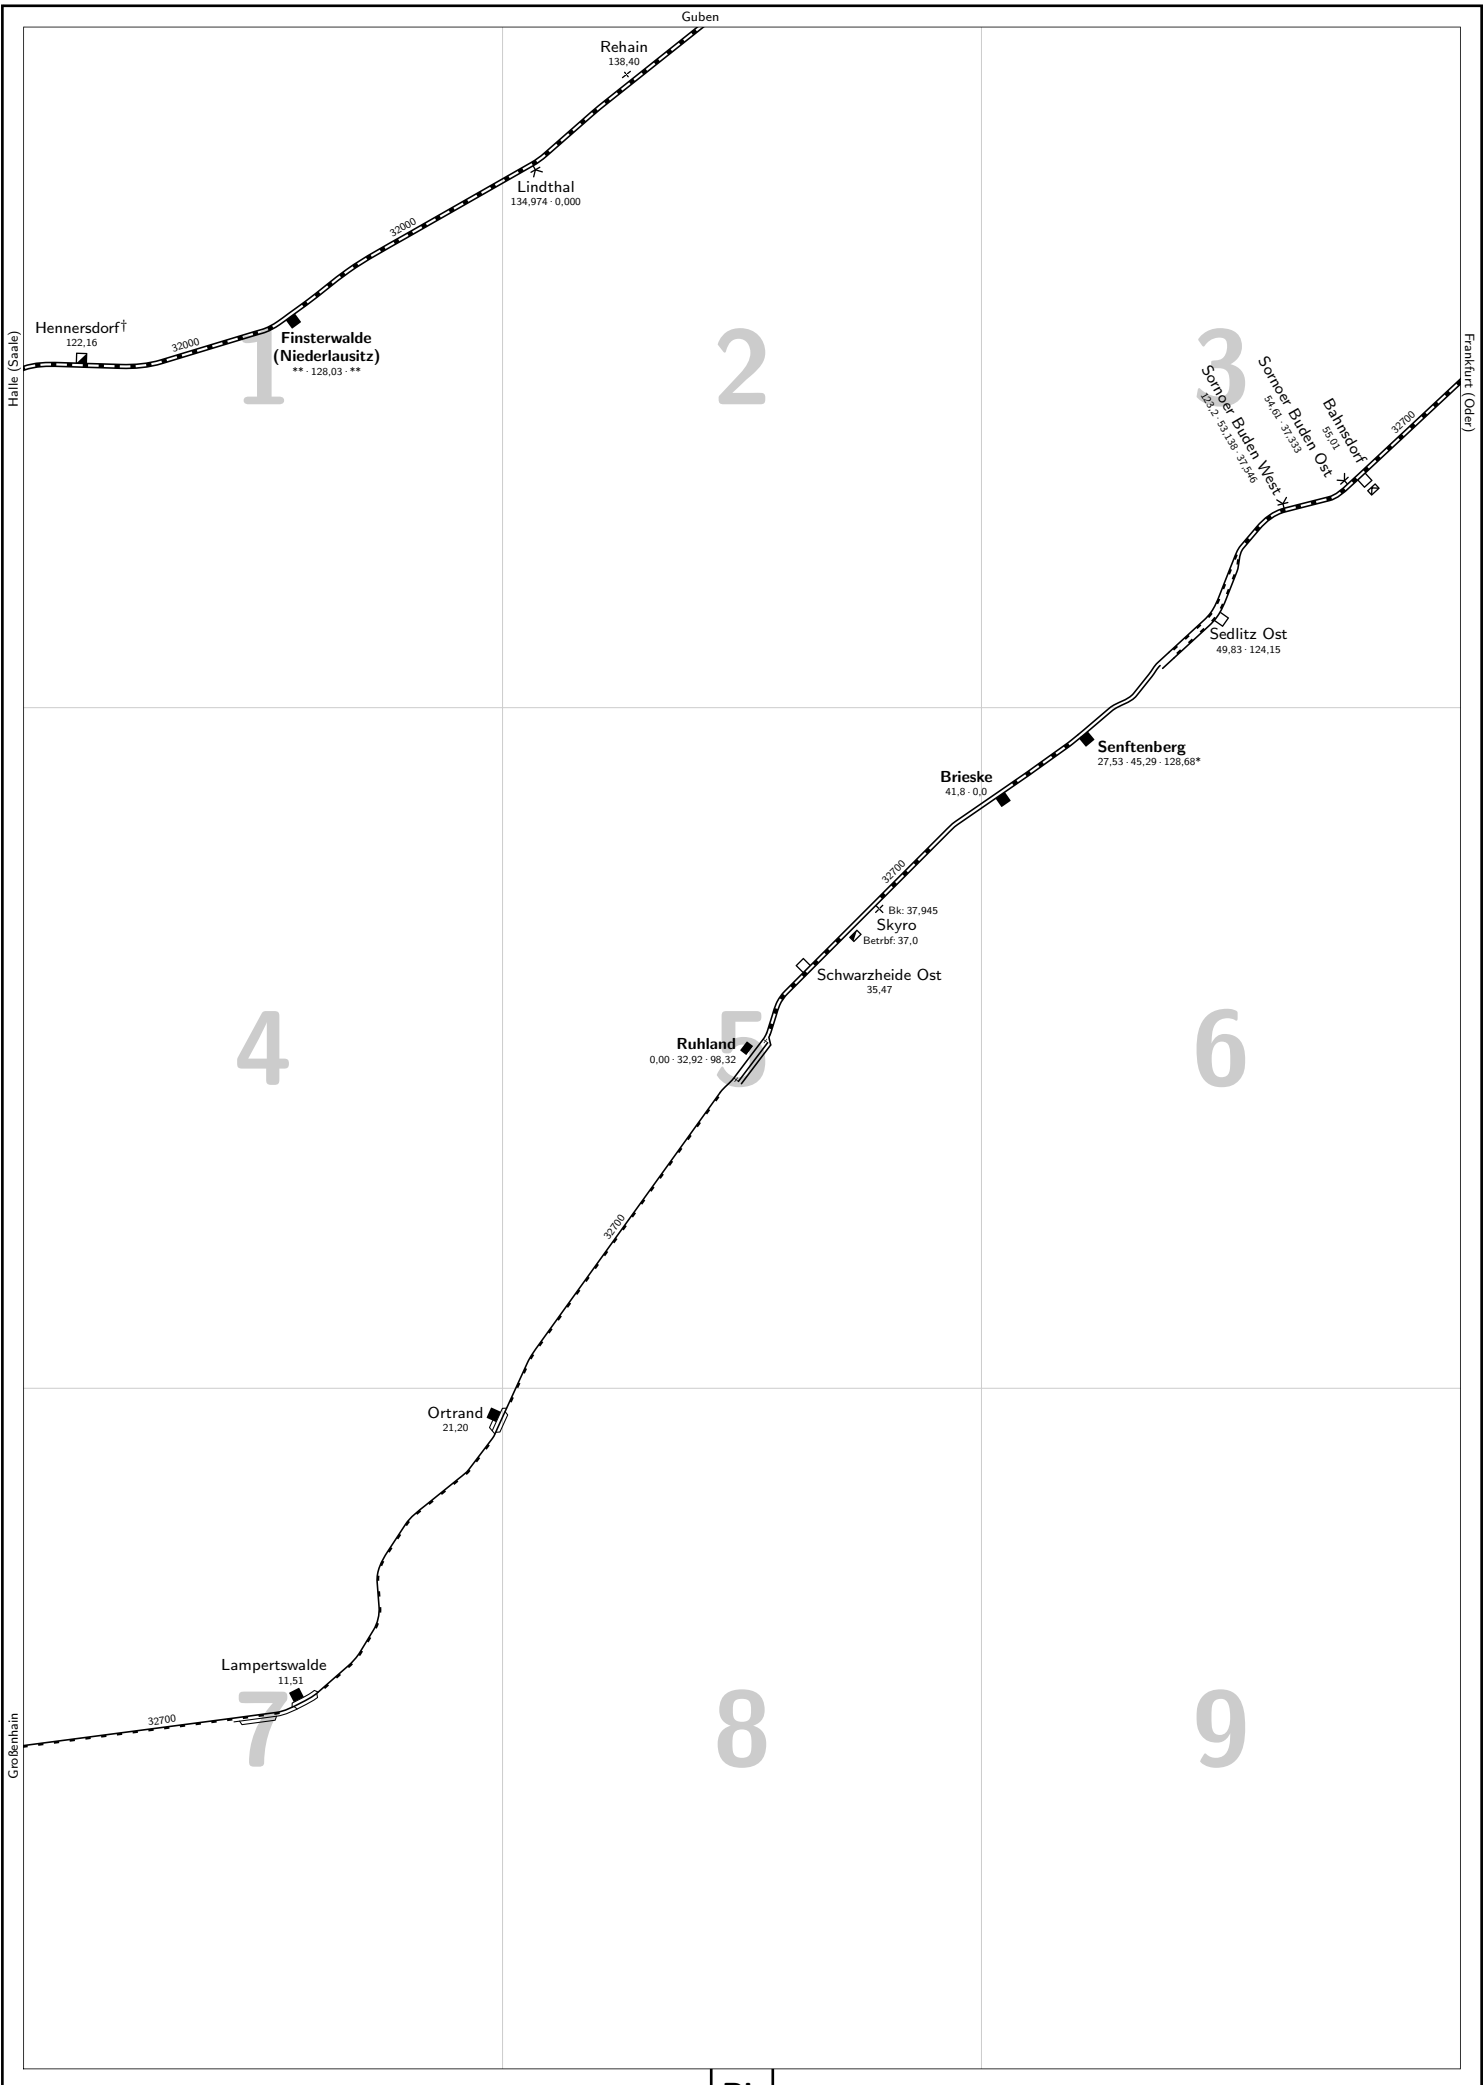 Guben
Rehain
138,40
Lindthal
134,974 · 0,000
32000
Hennersdorf†
122,16
32000
Finsterwalde
(Niederlausitz)
** · 128,03 · **
Halle (Saale)
1
2
3
Frankfurt (Oder)
Sornoer Buden West
123,2 · 53,138 · 37,546
Sornoer Buden Ost
54,61 · 37,333
Bahnsdorf
55,01
32700
Sedlitz Ost
49,83 · 124,15
Senftenberg
27,53 · 45,29 · 128,68*
Brieske
41,8 · 0,0
32700
Bk: 37,945
Skyro
Betrbf: 37,0
Schwarzheide Ost
35,47
Ruhland
0,00 · 32,92 · 98,32
4
5
6
32700
Ortrand
21,20
Lampertswalde
11,51
32700
Großenhain
7
8
9